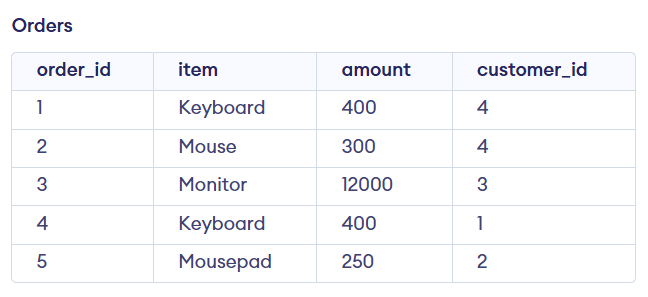 Orders
order_id item amount customer_id
1 Keyboard 400 4
2 Mouse 300 4
3 Monitor 12000 3
4 Keyboard 400 1
5 Mousepad 250 2